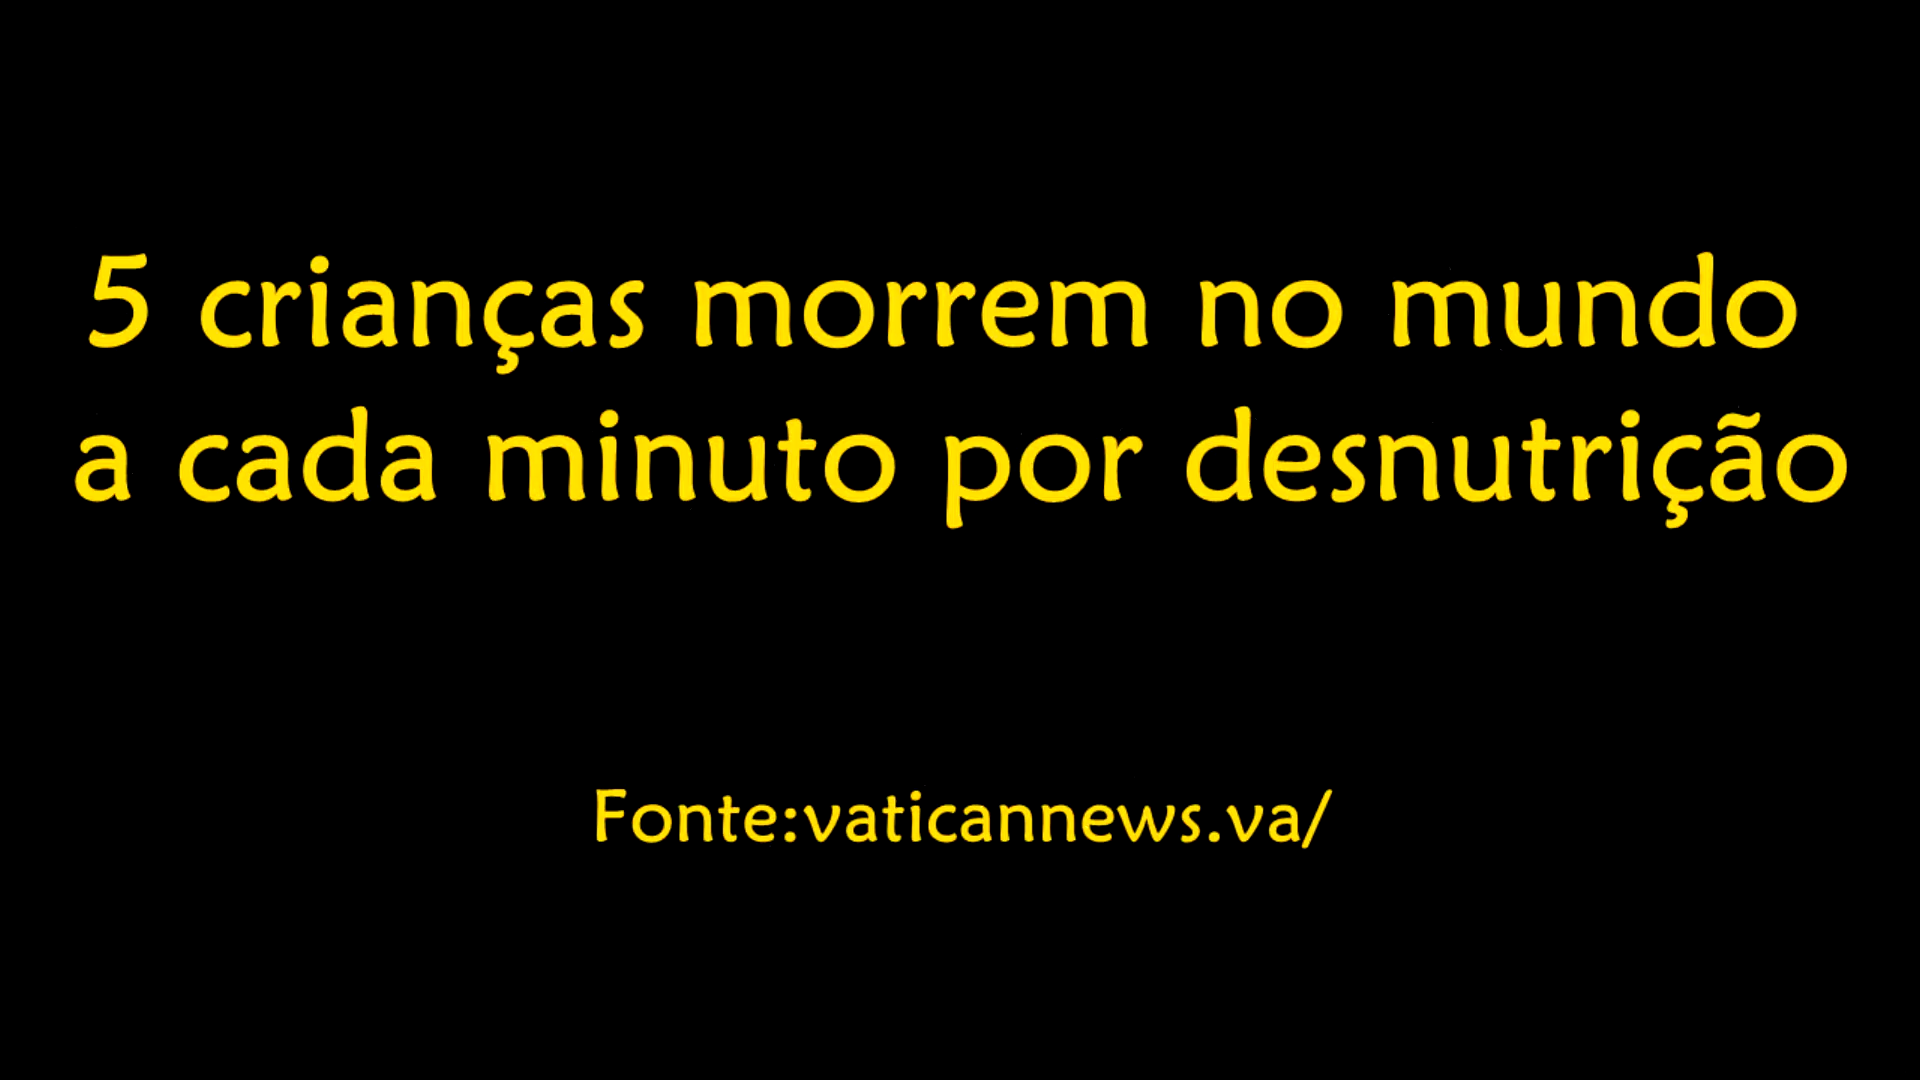 5 crianças morrem no mundo
a cada minuto por desnutrição
Fonte:vaticannews.va/